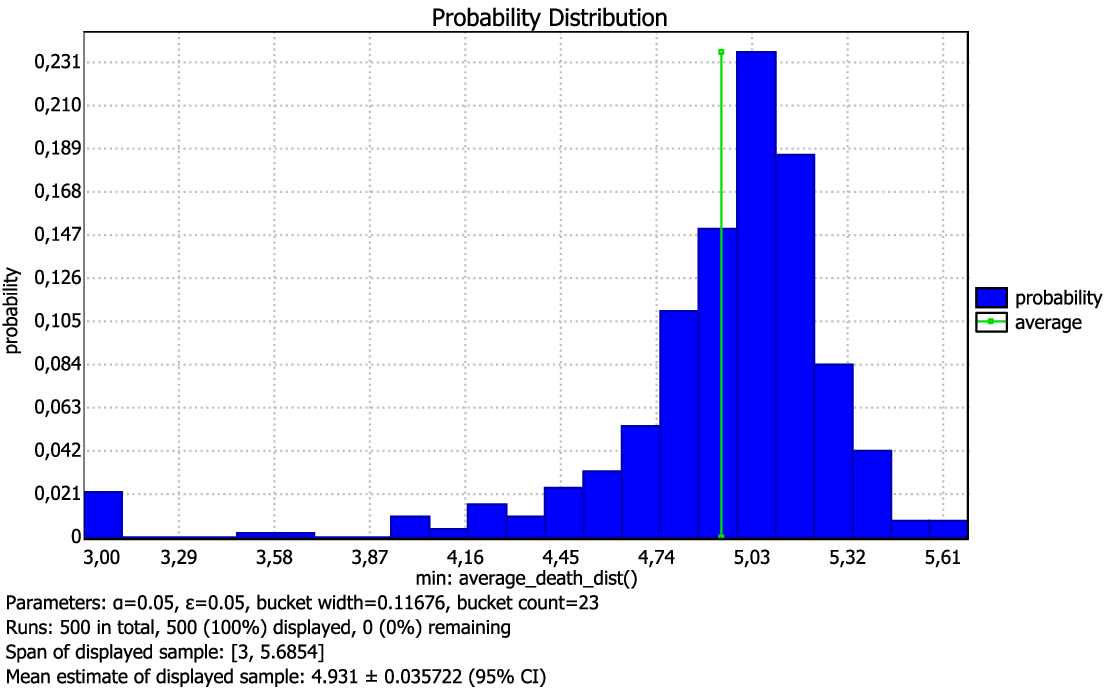 Probability Distribution
probability
0,231
0,210
0,189
0,168
0,147
0,126
0,105
0,084
0,063
0,042
0,021
0
3,00 3,29 3,58 3,87 4,16 4,45 4,74 5,03 5,32 5,61
min: average_death_dist()
probability
average
Parameters: α=0.05, ε=0.05, bucket width=0.11676, bucket count=23
Runs: 500 in total, 500 (100%) displayed, 0 (0%) remaining
Span of displayed sample: [3, 5.6854]
Mean estimate of displayed sample: 4.931 ± 0.035722 (95% CI)